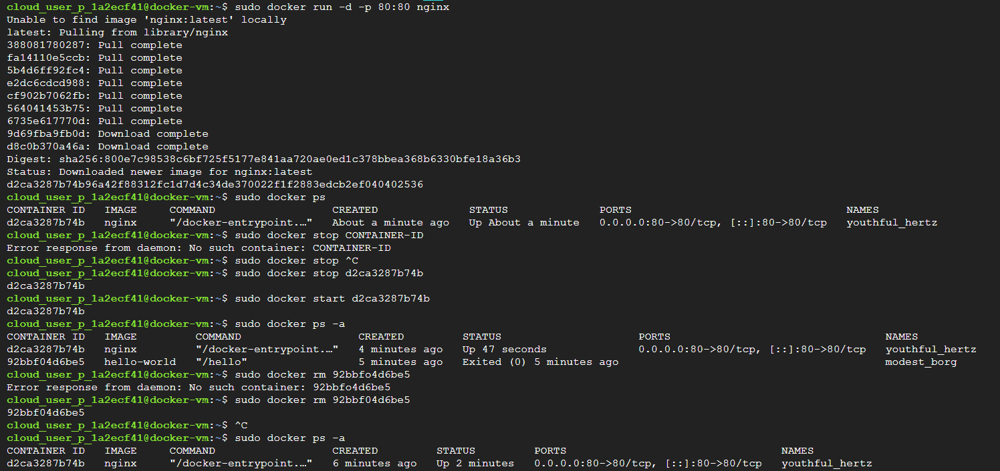 cloud_user_p_1a2ecf41@docker-vm:~$ sudo docker run -d -p 80:80 nginx
Unable to find image 'nginx:latest' locally
latest: Pulling from library/nginx
388081780287: Pull complete
fa14110e5ccb: Pull complete
5b4d6ff92fc4: Pull complete
e2dc6cdcd988: Pull complete
cf902b7062fb: Pull complete
564041453b75: Pull complete
6735e617770d: Pull complete
9d69fba9fb0d: Download complete
d8c0b370a46a: Download complete
Digest: sha256:800e7c98538c6bf725f5177e841aa720ae0ed1c378bbea368b6330bfe18a36b3
Status: Downloaded newer image for nginx:latest
d2ca3287b74b96a42f88312fc1d7d4c34de370022f1f2883edcb2ef040402536
cloud_user_p_1a2ecf41@docker-vm:~$ sudo docker ps
CONTAINER ID   IMAGE     COMMAND                  CREATED              STATUS              PORTS                                 NAMES
d2ca3287b74b   nginx     "/docker-entrypoint.…"   About a minute ago   Up About a minute   0.0.0.0:80->80/tcp, [::]:80->80/tcp   youthful_hertz
cloud_user_p_1a2ecf41@docker-vm:~$ sudo docker stop CONTAINER-ID
Error response from daemon: No such container: CONTAINER-ID
cloud_user_p_1a2ecf41@docker-vm:~$ sudo docker stop ^C
cloud_user_p_1a2ecf41@docker-vm:~$ sudo docker stop d2ca3287b74b
d2ca3287b74b
cloud_user_p_1a2ecf41@docker-vm:~$ sudo docker start d2ca3287b74b
d2ca3287b74b
cloud_user_p_1a2ecf41@docker-vm:~$ sudo docker ps -a
CONTAINER ID   IMAGE         COMMAND                  CREATED         STATUS                     PORTS                                 NAMES
d2ca3287b74b   nginx         "/docker-entrypoint.…"   4 minutes ago   Up 47 seconds              0.0.0.0:80->80/tcp, [::]:80->80/tcp   youthful_hertz
92bbf04d6be5   hello-world   "/hello"                 5 minutes ago   Exited (0) 5 minutes ago                                         modest_borg
cloud_user_p_1a2ecf41@docker-vm:~$ sudo docker rm 92bbfo4d6be5
Error response from daemon: No such container: 92bbfo4d6be5
cloud_user_p_1a2ecf41@docker-vm:~$ sudo docker rm 92bbf04d6be5
92bbf04d6be5
cloud_user_p_1a2ecf41@docker-vm:~$ ^C
cloud_user_p_1a2ecf41@docker-vm:~$ sudo docker ps -a
CONTAINER ID   IMAGE     COMMAND                  CREATED         STATUS         PORTS                                 NAMES
d2ca3287b74b   nginx     "/docker-entrypoint.…"   6 minutes ago   Up 2 minutes   0.0.0.0:80->80/tcp, [::]:80->80/tcp   youthful_hertz